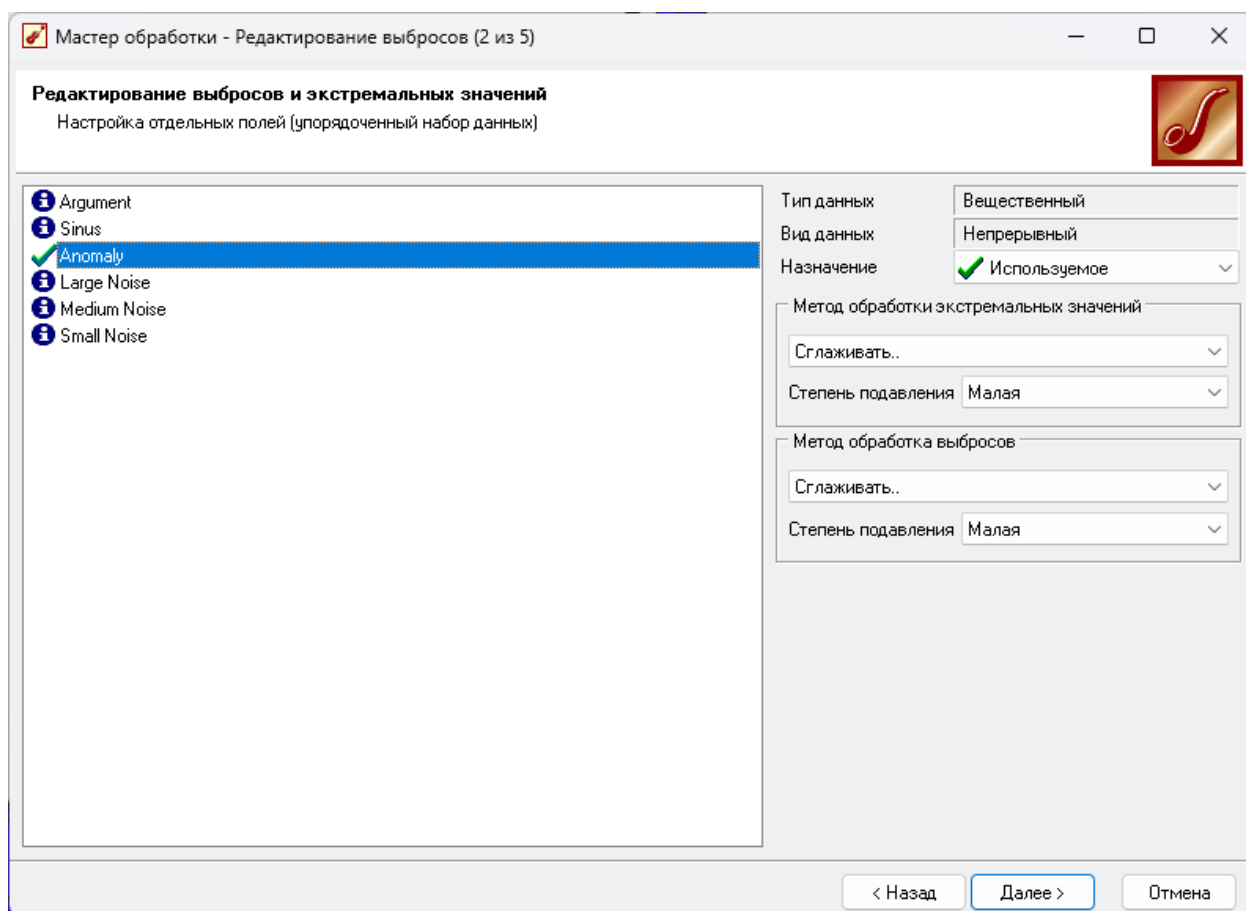 Мастер обработки - Редактирование выбросов (2 из 5)
Редактирование выбросов и экстремальных значений
Настройка отдельных полей (упорядоченный набор данных)
Argument
Sinus
Anomaly
Large Noise
Medium Noise
Small Noise
Тип данных Вещественный
Вид данных Непрерывный
Назначение Используемое
Метод обработки экстремальных значений
Сглаживать..
Степень подавления Малая
Метод обработка выбросов
Сглаживать..
Степень подавления Малая
< Назад Далее > Отмена